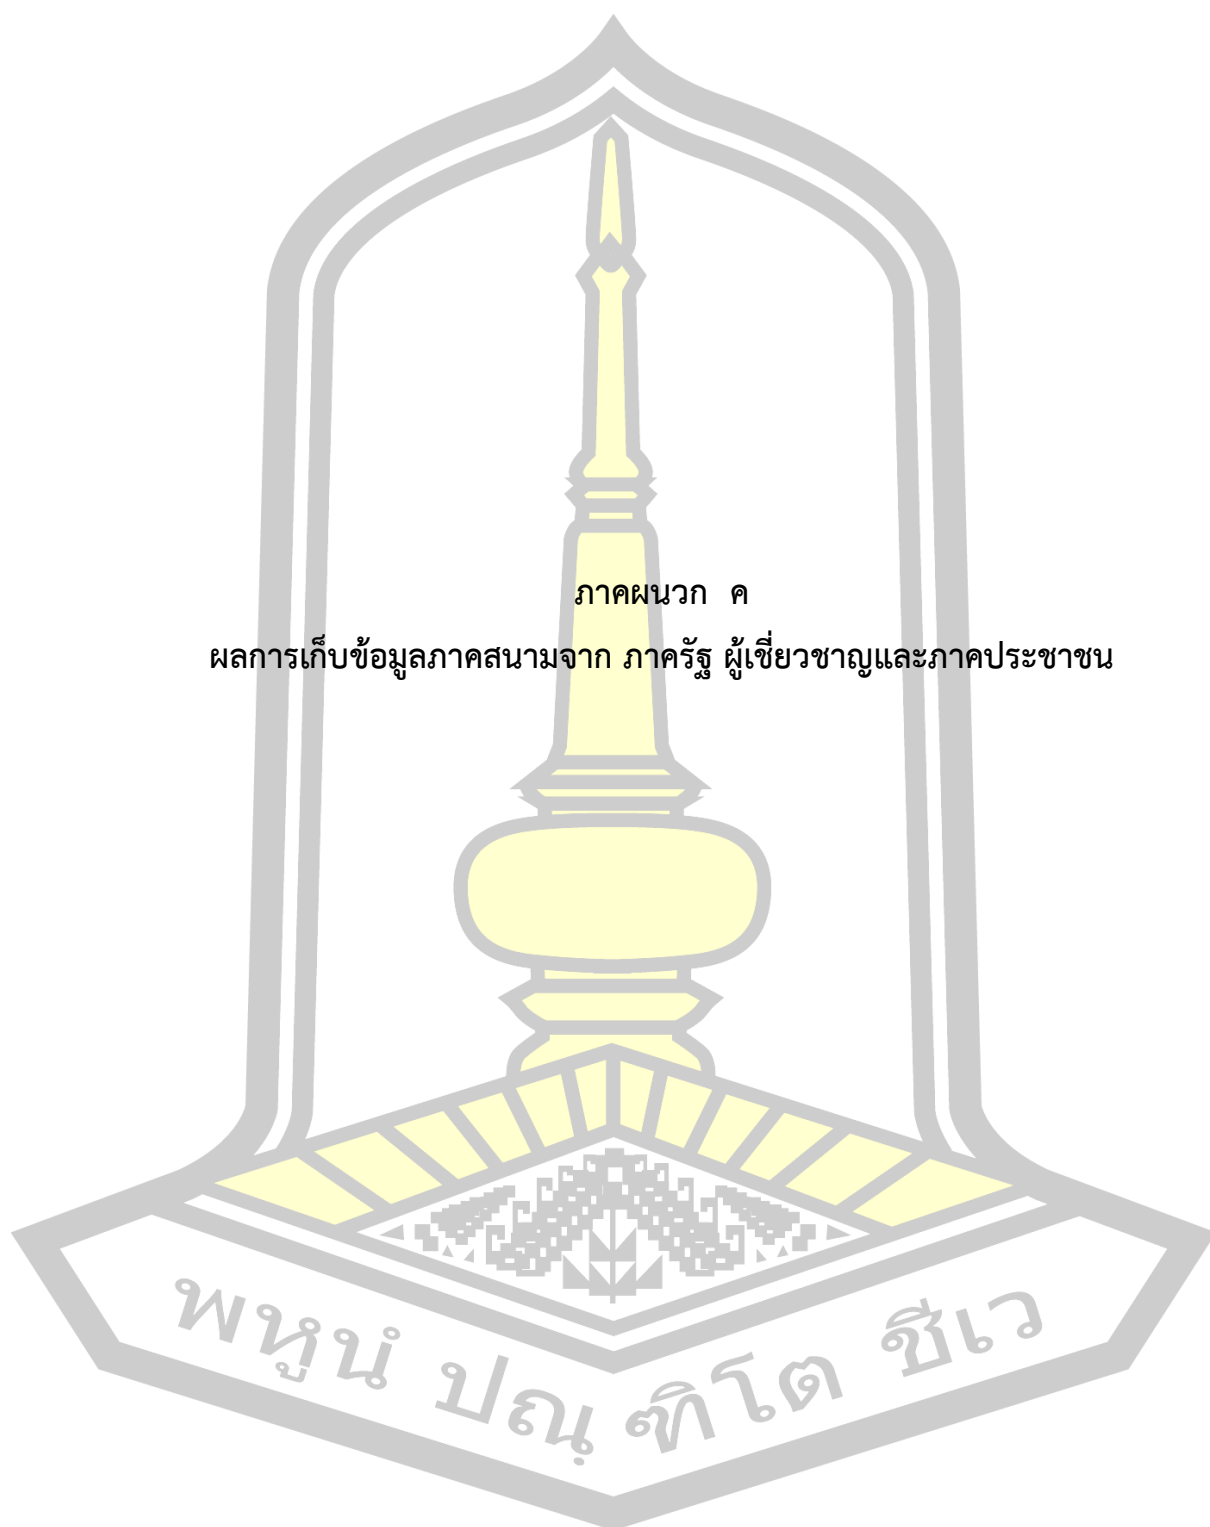 ภาคผนวก ค
ผลการเก็บข้อมูลภาคสนามจาก ภาครัฐ ผู้เชี่ยวชาญและภาคประชาชน
พหูนํ ปณฺฑิโต ชีเว